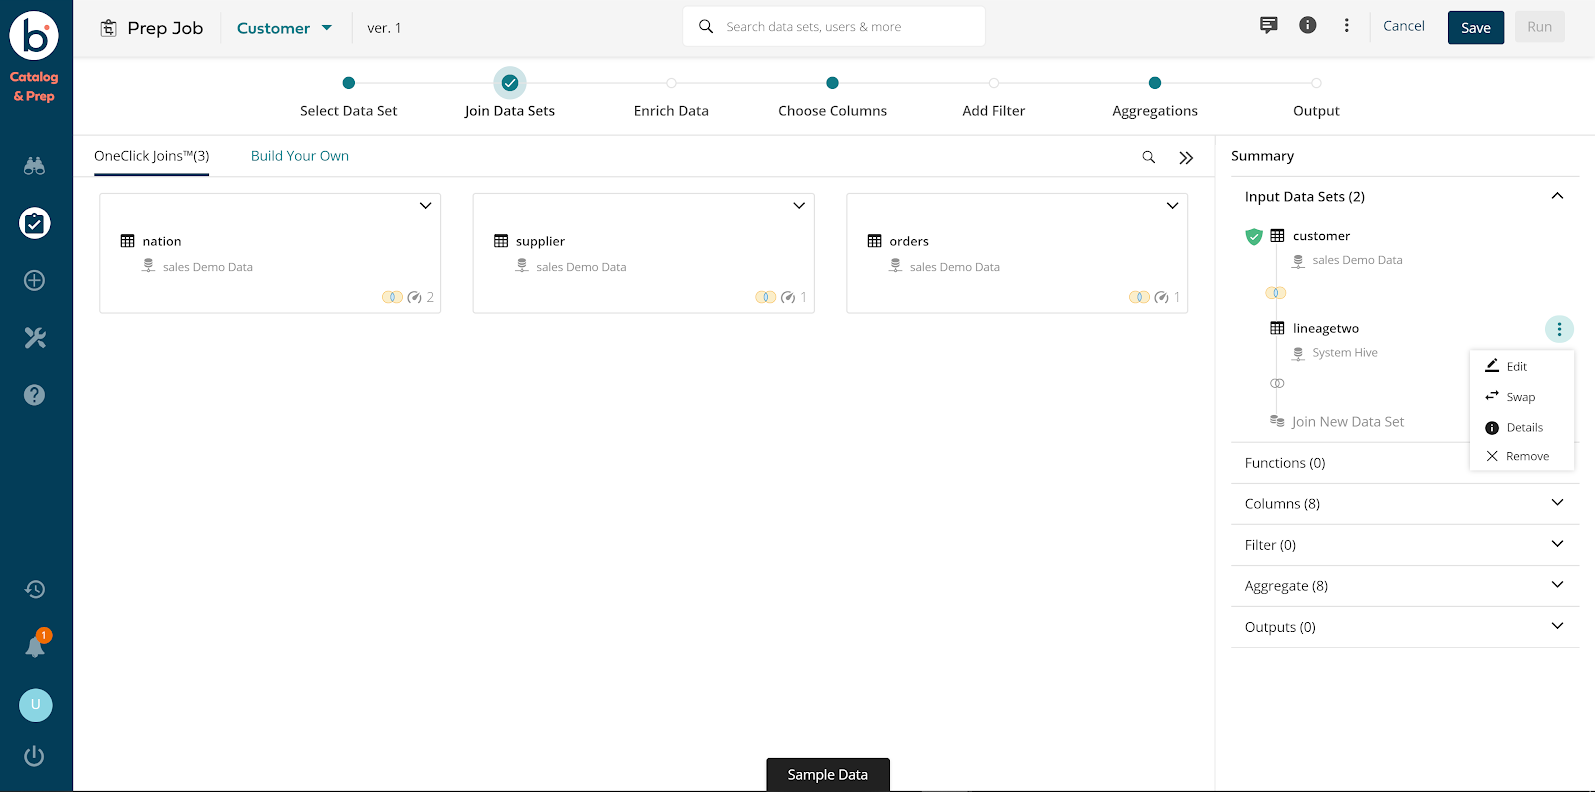 b
Catalog
& Prep
Prep Job
Customer
ver. 1
Search data sets, users & more
Cancel
Save
Run
Select Data Set
Join Data Sets
Enrich Data
Choose Columns
Add Filter
Aggregations
Output
OneClick Joins™(3)
Build Your Own
nation
sales Demo Data
2
supplier
sales Demo Data
1
orders
sales Demo Data
1
Summary
Input Data Sets (2)
customer
sales Demo Data
lineagetwo
System Hive
Edit
Swap
Details
Remove
Join New Data Set
Functions (0)
Columns (8)
Filter (0)
Aggregate (8)
Outputs (0)
1
U
Sample Data